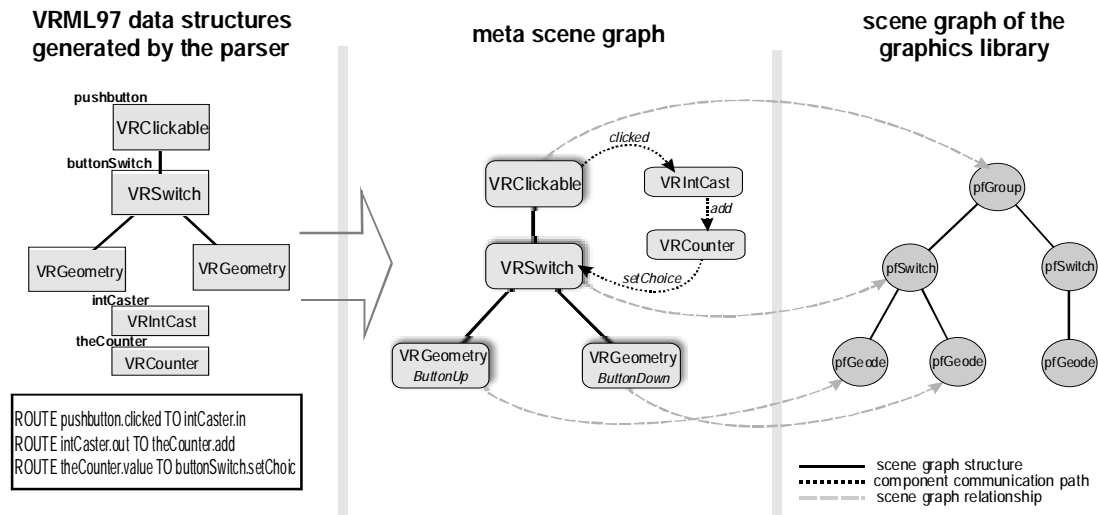 VRML97 data structures
generated by the parser
pushbutton
VRClickable
buttonSwitch
VRSwitch
VRGeometry
VRGeometry
intCaster
VRIntCast
theCounter
VRCounter
ROUTE pushbutton.clicked TO intCaster.in
ROUTE intCaster.out TO theCounter.add
ROUTE theCounter.value TO buttonSwitch.setChoic
meta scene graph
clicked
VRClickable
VRIntCast
add
VRCounter
VRSwitch
setChoice
VRGeometry
ButtonUp
VRGeometry
ButtonDown
scene graph of the
graphics library
pfGroup
pfSwitch
pfSwitch
pfGeode
pfGeode
pfGeode
scene graph structure
component communication path
scene graph relationship